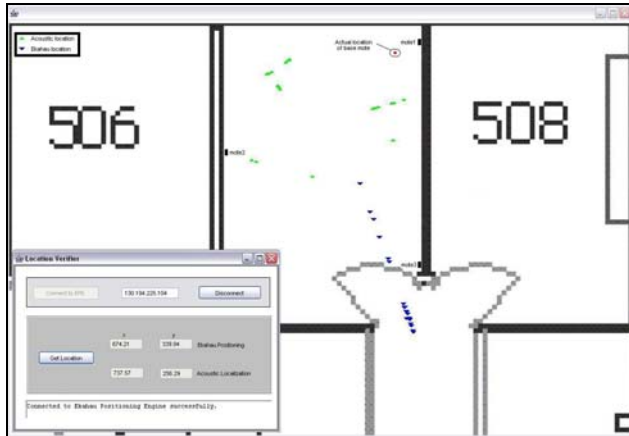 Acoustic location
Ekahau location
Actual location
of base mote
mote1
506
508
mote2
mote3
Location Verifier
Connect to EPE
130.194.225.184
Disconnect
x
y
674.21
339.94
Ekahau Positioning
Get Location
737.57
256.29
Acoustic Localization
Connected to Ekahau Positioning Engine successfully.